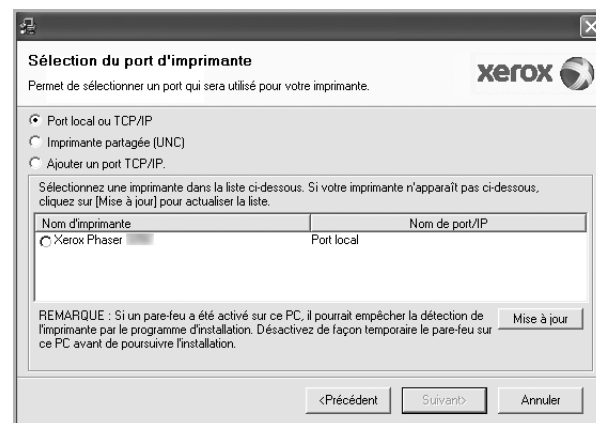 Sélection du port d'imprimante
Permet de sélectionner un port qui sera utilisé pour votre imprimante.
xerox
Port local ou TCP/IP
Imprimante partagée (UNC)
Ajouter un port TCP/IP.
Sélectionnez une imprimante dans la liste ci-dessous. Si votre imprimante n'apparaît pas ci-dessous,
cliquez sur [Mise à jour] pour actualiser la liste.
Nom d'imprimante Nom de port/IP
Xerox Phaser Port local
REMARQUE : Si un pare-feu a été activé sur ce PC, il pourrait empêcher la détection de
l'imprimante par le programme d'installation. Désactivez de façon temporaire le pare-feu sur
ce PC avant de poursuivre l'installation.
Mise à jour
<Précédent Suivant> Annuler